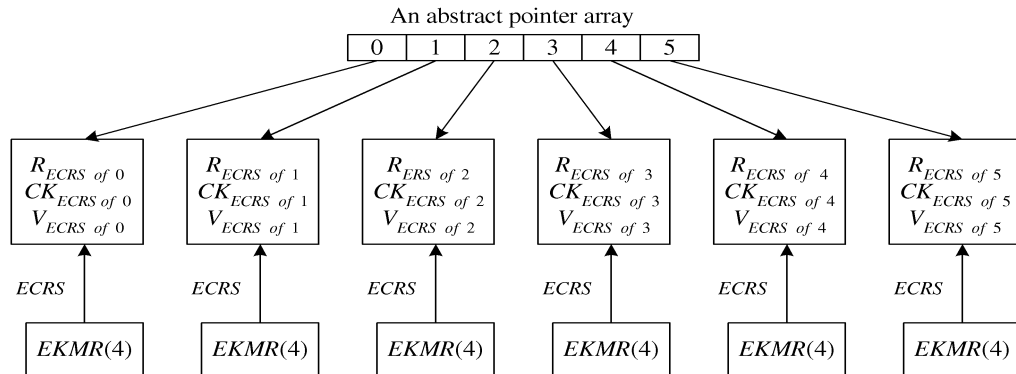 An abstract pointer array
0 1 2 3 4 5
R_ECRS of 0 R_ECRS of 1 R_ERS of 2 R_ECRS of 3 R_ECRS of 4 R_ECRS of 5
CK_ECRS of 0 CK_ECRS of 1 CK_ECRS of 2 CK_ECRS of 3 CK_ECRS of 4 CK_ECRS of 5
V_ECRS of 0 V_ECRS of 1 V_ECRS of 2 V_ECRS of 3 V_ECRS of 4 V_ECRS of 5
ECRS ECRS ECRS ECRS ECRS ECRS
EKMR(4) EKMR(4) EKMR(4) EKMR(4) EKMR(4) EKMR(4)